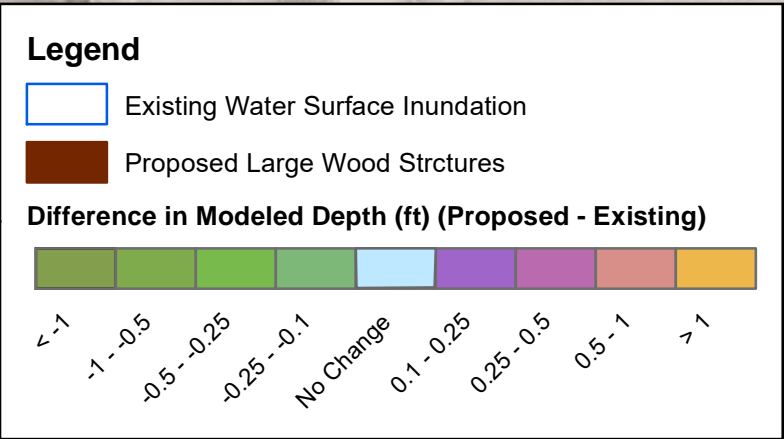 Legend
Existing Water Surface Inundation
Proposed Large Wood Strctures
Difference in Modeled Depth (ft) (Proposed - Existing)
< -1
-1 - -0.5
-0.5 - -0.25
-0.25 - -0.1
No Change
0.1 - 0.25
0.25 - 0.5
0.5 - 1
> 1